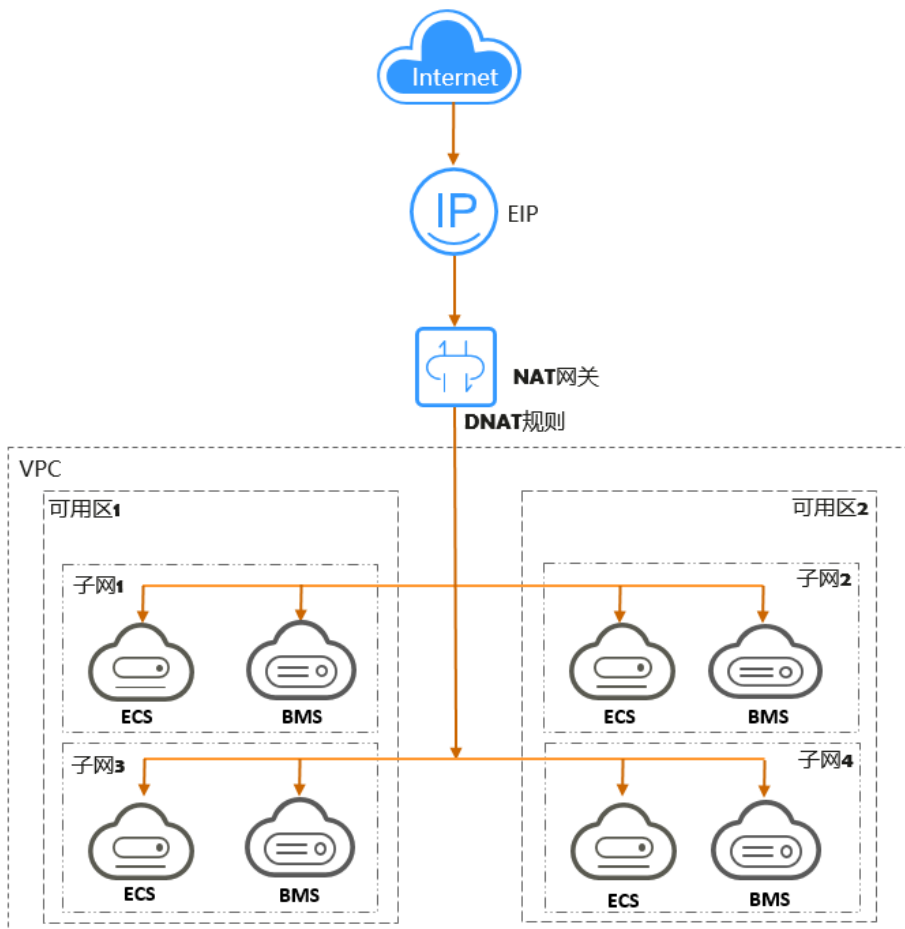 Internet
IP
EIP
NAT网关
DNAT规则
VPC
可用区1
可用区2
子网1
子网2
ECS
BMS
ECS
BMS
子网3
子网4
ECS
BMS
ECS
BMS